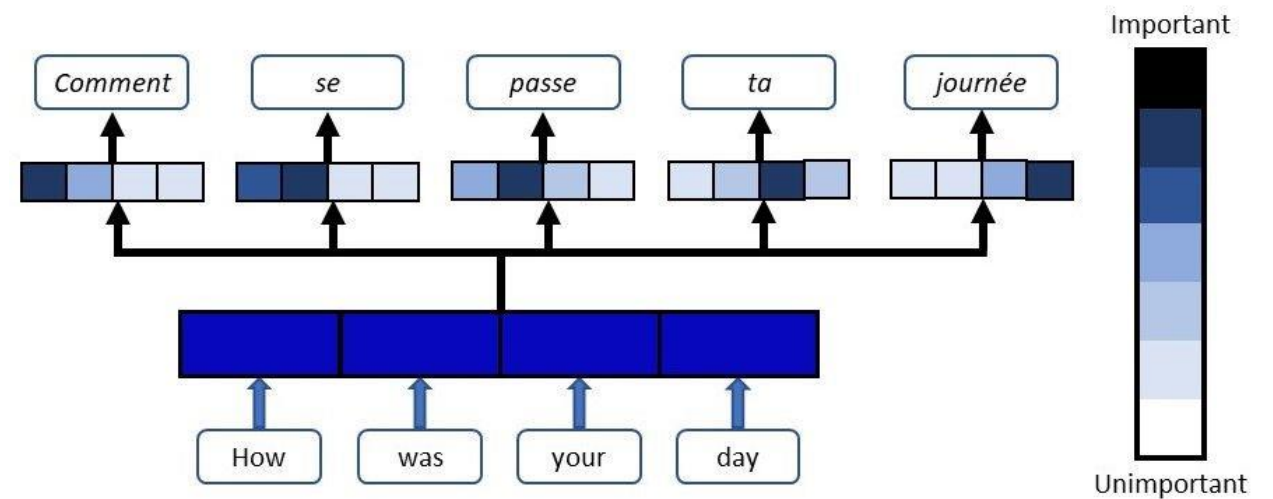 Important
Comment
se
passe
ta
journée
How
was
your
day
Unimportant